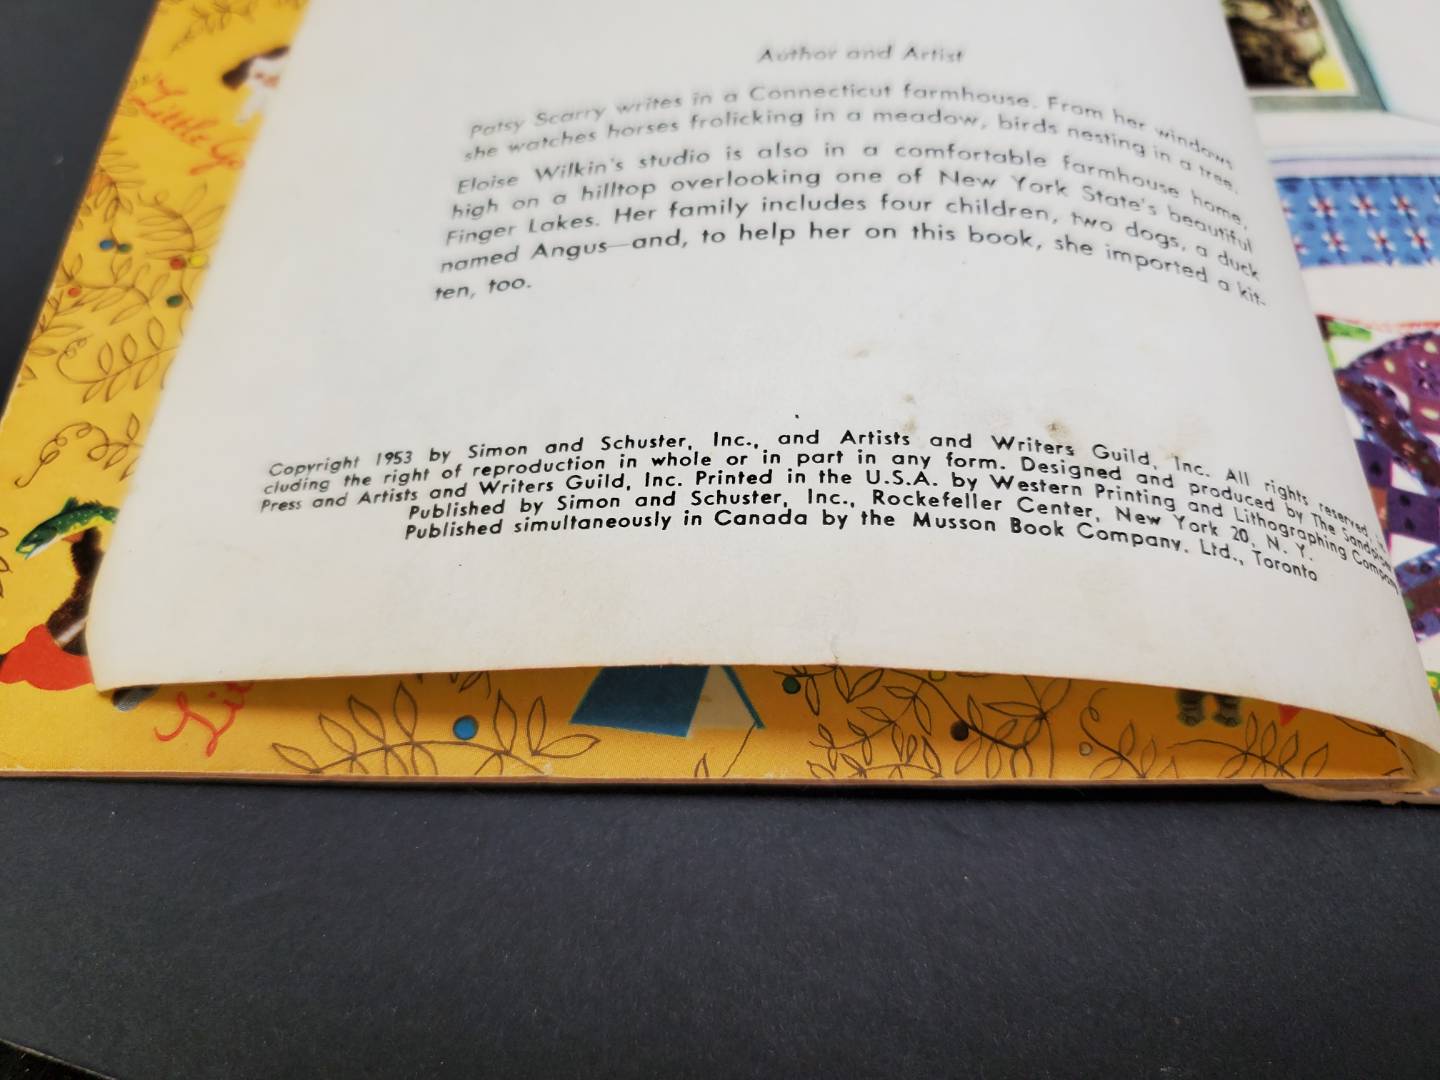 Little Go
Author and Artist
Patsy Scarry writes in a Connecticut farmhouse. From her windows
she watches horses frolicking in a meadow, birds nesting in a tree.
Eloise Wilkin's studio is also in a comfortable farmhouse home,
high on a hilltop overlooking one of New York State's beautiful
Finger Lakes. Her family includes four children, two dogs, a duck
named Angus—and, to help her on this book, she imported a kit-
ten, too.
Copyright 1953 by Simon and Schuster, Inc., and Artists and Writers Guild, Inc. All rights reserved, in-
cluding the right of reproduction in whole or in part in any form. Designed and produced by The Sandpiper
Press and Artists and Writers Guild, Inc. Printed in the U.S.A. by Western Printing and Lithographing Company
Published by Simon and Schuster, Inc., Rockefeller Center, New York 20, N. Y.
Published simultaneously in Canada by the Musson Book Company. Ltd., Toronto
Lit